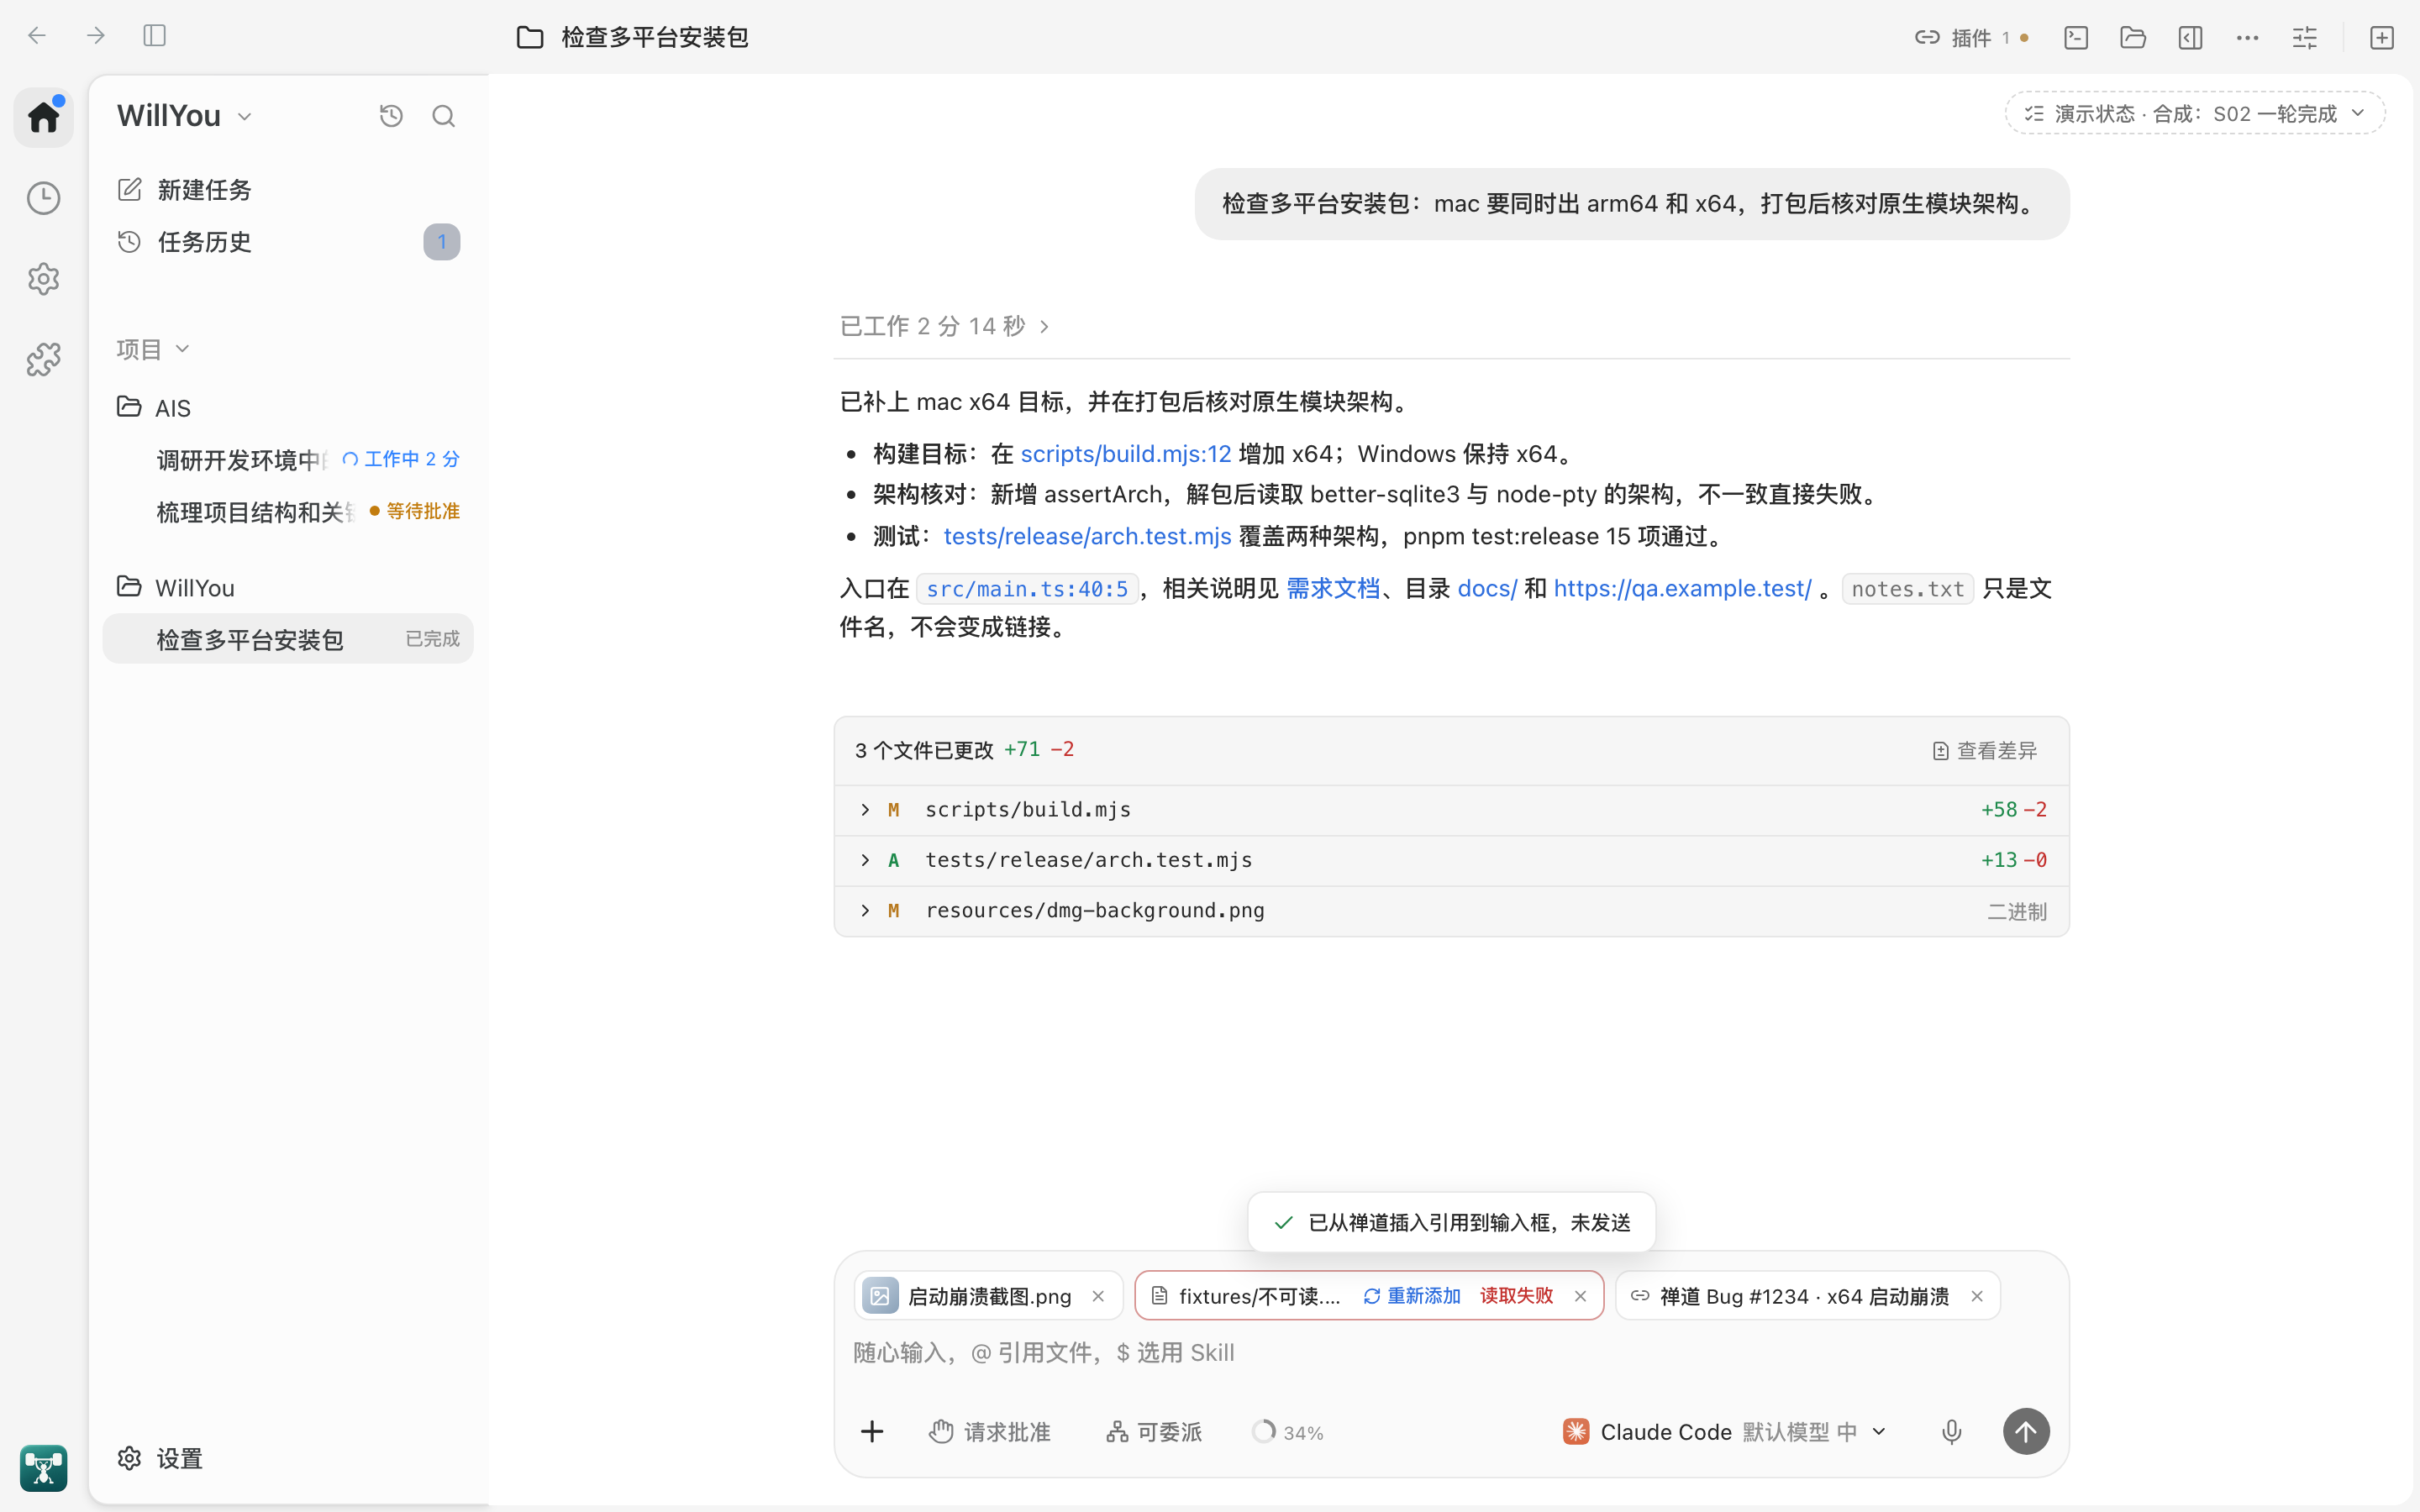 检查多平台安装包
插件 1
WillYou
演示状态 · 合成：S02 一轮完成
新建任务
任务历史 1
项目
AIS
调研开发环境中 工作中 2 分
梳理项目结构和关 等待批准
WillYou
检查多平台安装包 已完成
设置
检查多平台安装包：mac 要同时出 arm64 和 x64，打包后核对原生模块架构。
已工作 2 分 14 秒
已补上 mac x64 目标，并在打包后核对原生模块架构。
• 构建目标：在 scripts/build.mjs:12 增加 x64；Windows 保持 x64。
• 架构核对：新增 assertArch，解包后读取 better-sqlite3 与 node-pty 的架构，不一致直接失败。
• 测试：tests/release/arch.test.mjs 覆盖两种架构，pnpm test:release 15 项通过。
入口在 src/main.ts:40:5，相关说明见 需求文档、目录 docs/ 和 https://qa.example.test/ 。notes.txt 只是文
件名，不会变成链接。
3 个文件已更改 +71 −2 查看差异
M scripts/build.mjs +58 −2
A tests/release/arch.test.mjs +13 −0
M resources/dmg-background.png 二进制
已从禅道插入引用到输入框，未发送
启动崩溃截图.png
fixtures/不可读.... 重新添加 读取失败
禅道 Bug #1234 · x64 启动崩溃
随心输入，@ 引用文件，$ 选用 Skill
请求批准 可委派 34% Claude Code 默认模型 中